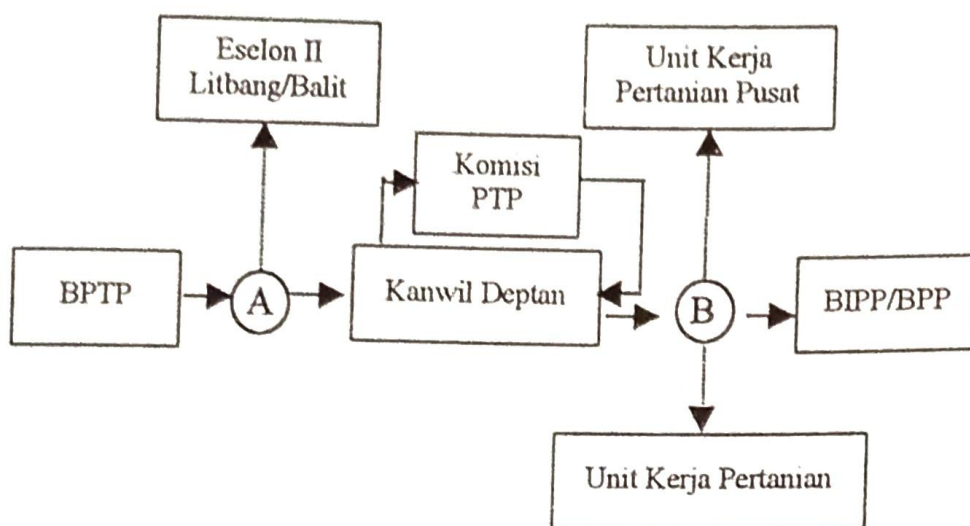 Eselon II
Litbang/Balit
Unit Kerja
Pertanian Pusat
Komisi
PTP
BPTP
A
Kanwil Deptan
B
BIPP/BPP
Unit Kerja Pertanian